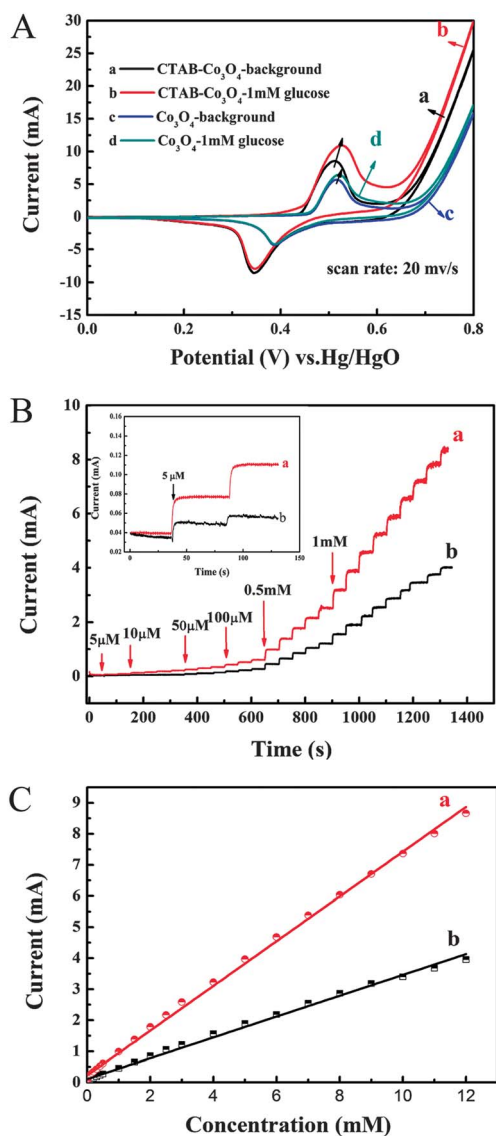 A
a CTAB-Co₃O₄-background
b CTAB-Co₃O₄-1mM glucose
c Co₃O₄-background
d Co₃O₄-1mM glucose
b
a
d
c
scan rate: 20 mv/s
Current (mA)
30
25
20
15
10
5
0
-5
-10
-15
0.0 0.2 0.4 0.6 0.8
Potential (V) vs.Hg/HgO
B
Current (mA)
10
8
6
4
2
0
Current (mA)
0.16
0.14
0.12
0.10
0.08
0.06
0.04
0.02
5 μM
a
b
0 50 100 150
Time (s)
a
b
5μM 10μM 50μM 100μM 0.5mM 1mM
0 200 400 600 800 1000 1200 1400
Time (s)
C
Current (mA)
9
8
7
6
5
4
3
2
1
0
a
b
0 2 4 6 8 10 12
Concentration (mM)